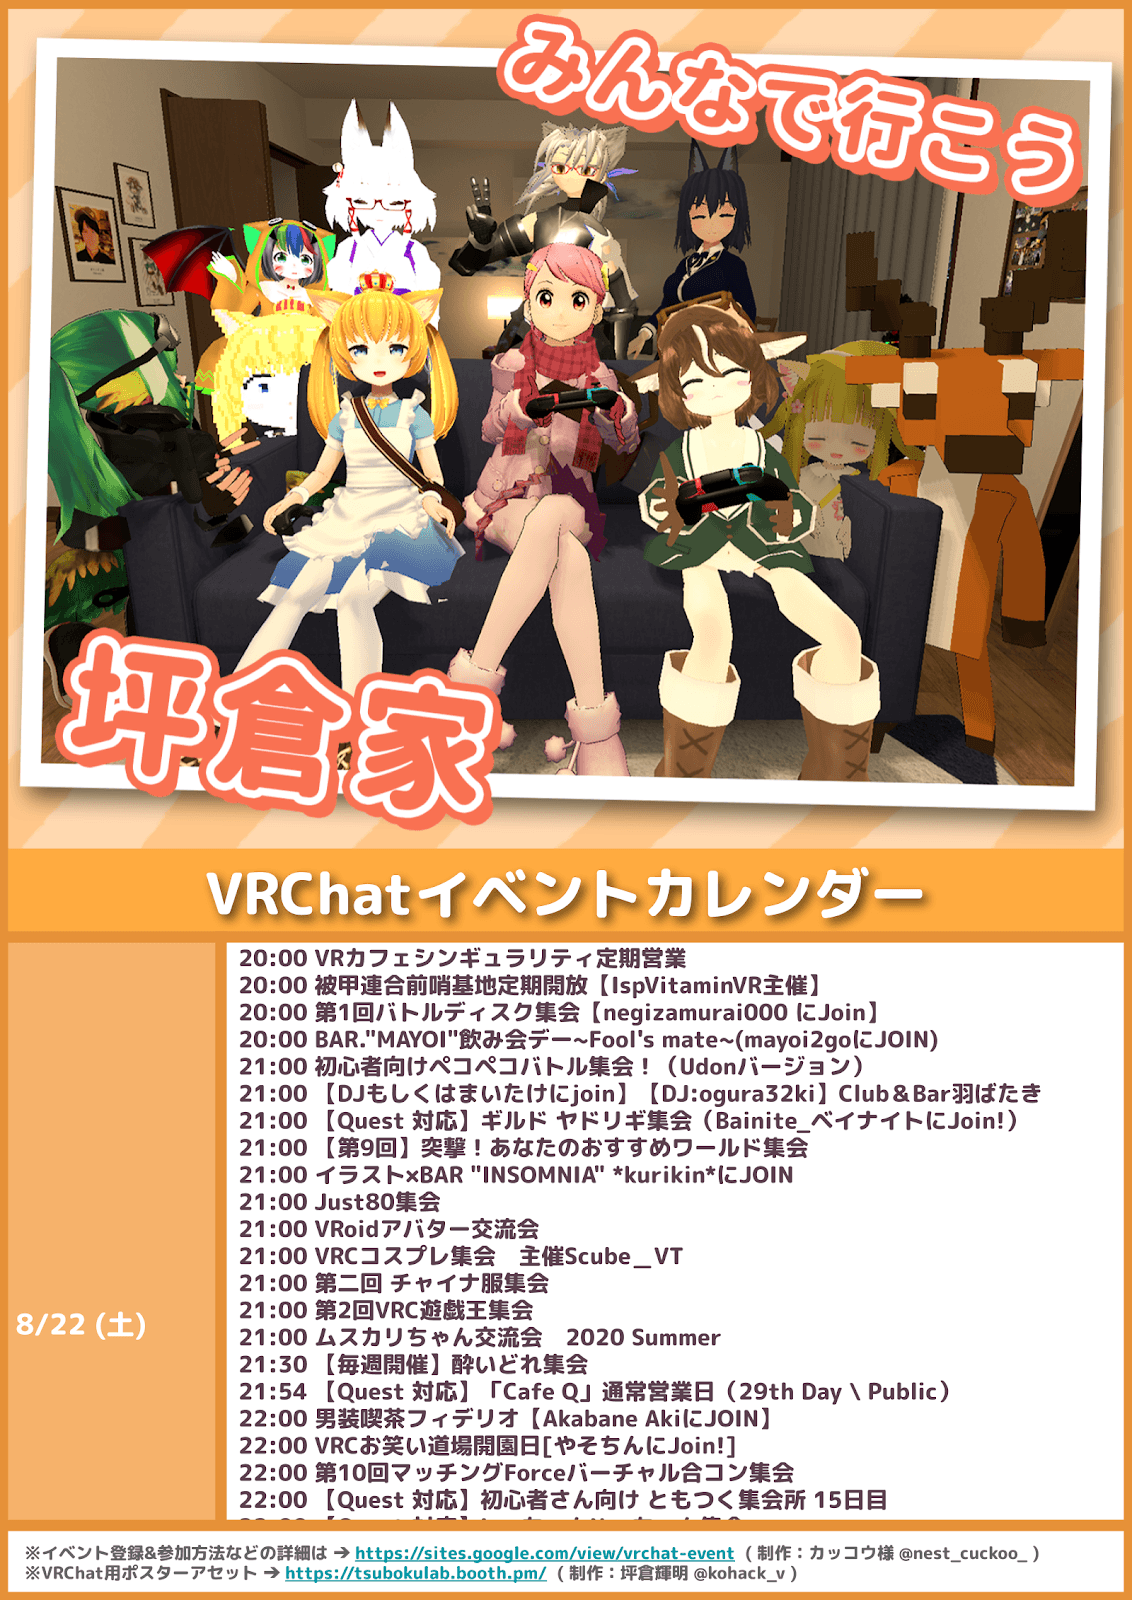 みんなで行こう
坪倉家
VRChatイベントカレンダー
8/22 (土)
20:00 VRカフェシンギュラリティ定期営業
20:00 被甲連合前哨基地定期開放【IspVitaminVR主催】
20:00 第1回バトルディスク集会【negizamurai000 にJoin】
20:00 BAR."MAYOI"飲み会デー~Fool's mate~(mayoi2goにJOIN)
21:00 初心者向けペコペコバトル集会！（Udonバージョン）
21:00 【DJもしくはまいたけにjoin】【DJ:ogura32ki】Club＆Bar羽ばたき
21:00 【Quest 対応】ギルド ヤドリギ集会（Bainite_ベイナイトにJoin!）
21:00 【第9回】突撃！あなたのおすすめワールド集会
21:00 イラスト×BAR "INSOMNIA" *kurikin*にJOIN
21:00 Just80集会
21:00 VRoidアバター交流会
21:00 VRCコスプレ集会　主催Scube＿VT
21:00 第二回 チャイナ服集会
21:00 第2回VRC遊戯王集会
21:00 ムスカリちゃん交流会　2020 Summer
21:30 【毎週開催】酔いどれ集会
21:54 【Quest 対応】「Cafe Q」通常営業日（29th Day \ Public）
22:00 男装喫茶フィデリオ【Akabane AkiにJOIN】
22:00 VRCお笑い道場開園日[やそちんにJoin!]
22:00 第10回マッチングForceバーチャル合コン集会
22:00 【Quest 対応】初心者さん向け ともつく集会所 15日目
※イベント登録&参加方法などの詳細は ➔ https://sites.google.com/view/vrchat-event ( 制作：カッコウ様 @nest_cuckoo_ )
※VRChat用ポスターアセット ➔ https://tsubokulab.booth.pm/ ( 制作：坪倉輝明 @kohack_v )